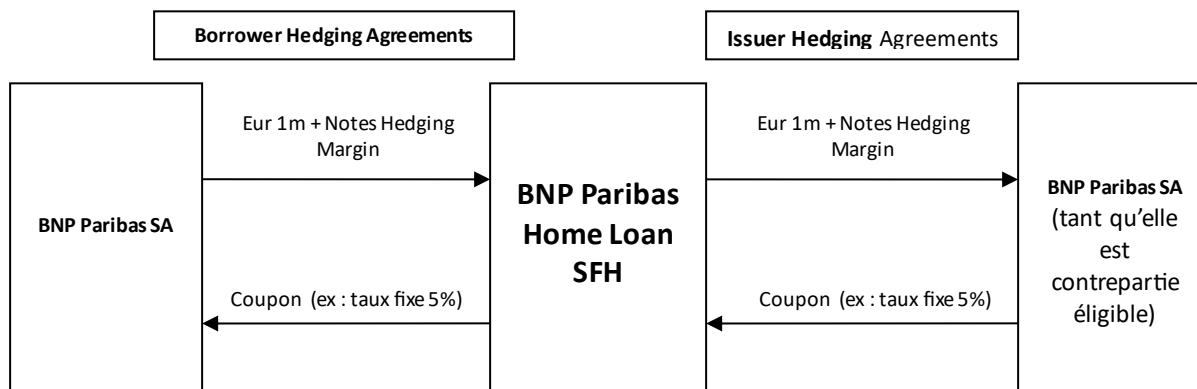 Borrower Hedging Agreements
Issuer Hedging Agreements
BNP Paribas SA
Eur 1m + Notes Hedging
Margin
Coupon (ex : taux fixe 5%)
BNP Paribas
Home Loan
SFH
Eur 1m + Notes Hedging
Margin
Coupon (ex : taux fixe 5%)
BNP Paribas SA
(tant qu’elle
est
contrepartie
éligible)